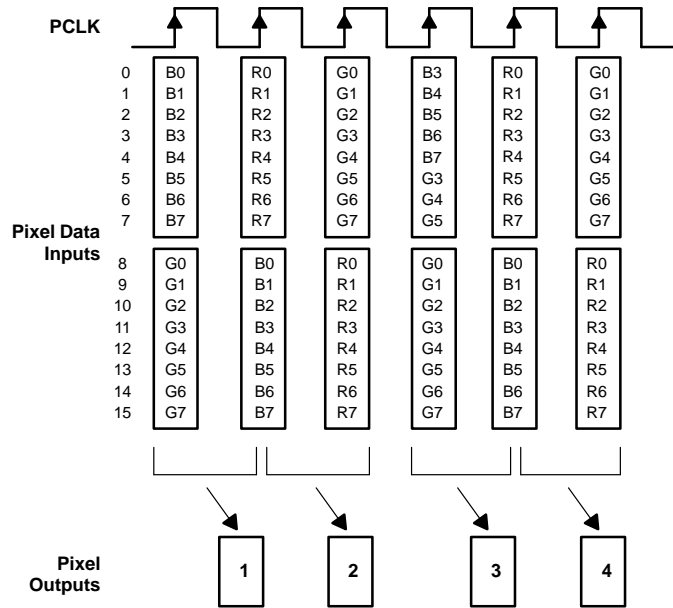 PCLK
0 B0 R0 G0 B3 R0 G0
1 B1 R1 G1 B4 R1 G1
2 B2 R2 G2 B5 R2 G2
3 B3 R3 G3 B6 R3 G3
4 B4 R4 G4 B7 R4 G4
5 B5 R5 G5 G3 R5 G5
6 B6 R6 G6 G4 R6 G6
7 B7 R7 G7 G5 R7 G7
Pixel Data
Inputs
8 G0 B0 R0 G0 B0 R0
9 G1 B1 R1 G1 B1 R1
10 G2 B2 R2 G2 B2 R2
11 G3 B3 R3 G3 B3 R3
12 G4 B4 R4 G4 B4 R4
13 G5 B5 R5 G5 B5 R5
14 G6 B6 R6 G6 B6 R6
15 G7 B7 R7 G7 B7 R7
Pixel
Outputs
1 2 3 4